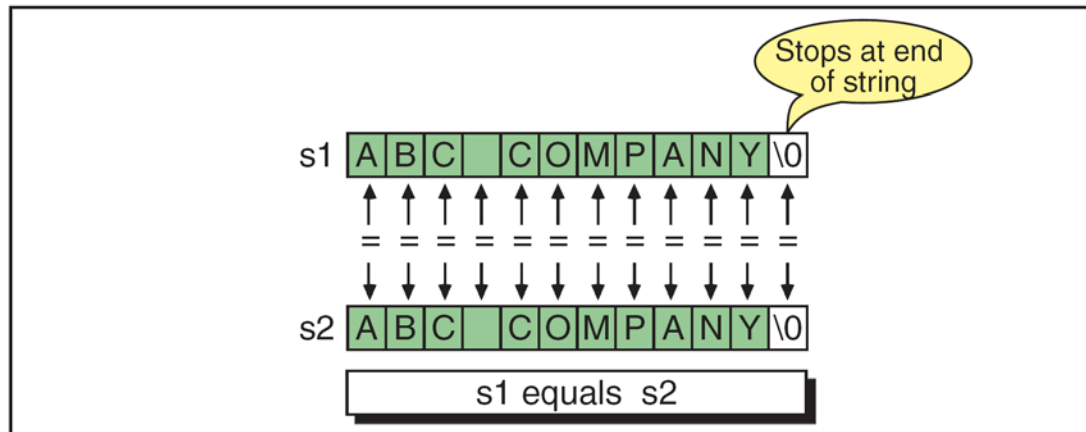 Stops at end
of string
s1 A B C   C O M P A N Y \0
= = = = = = = = = = = =
s2 A B C   C O M P A N Y \0
s1 equals s2